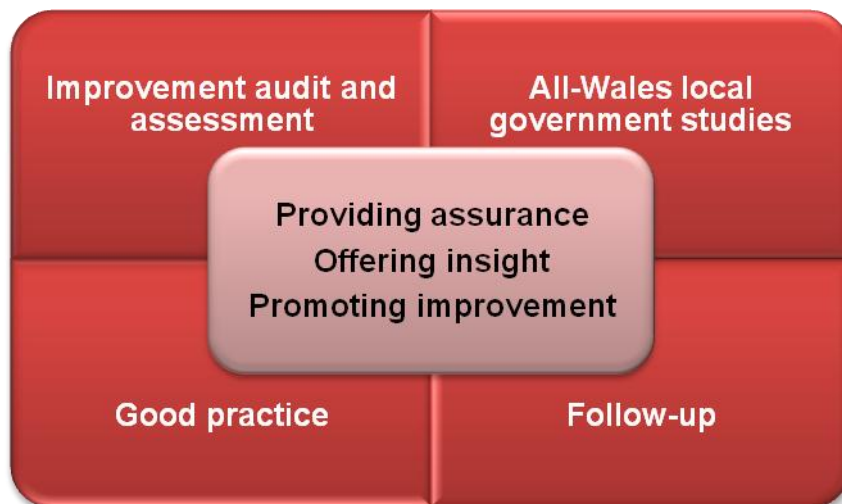 Improvement audit and
assessment
All-Wales local
government studies
Providing assurance
Offering insight
Promoting improvement
Good practice
Follow-up